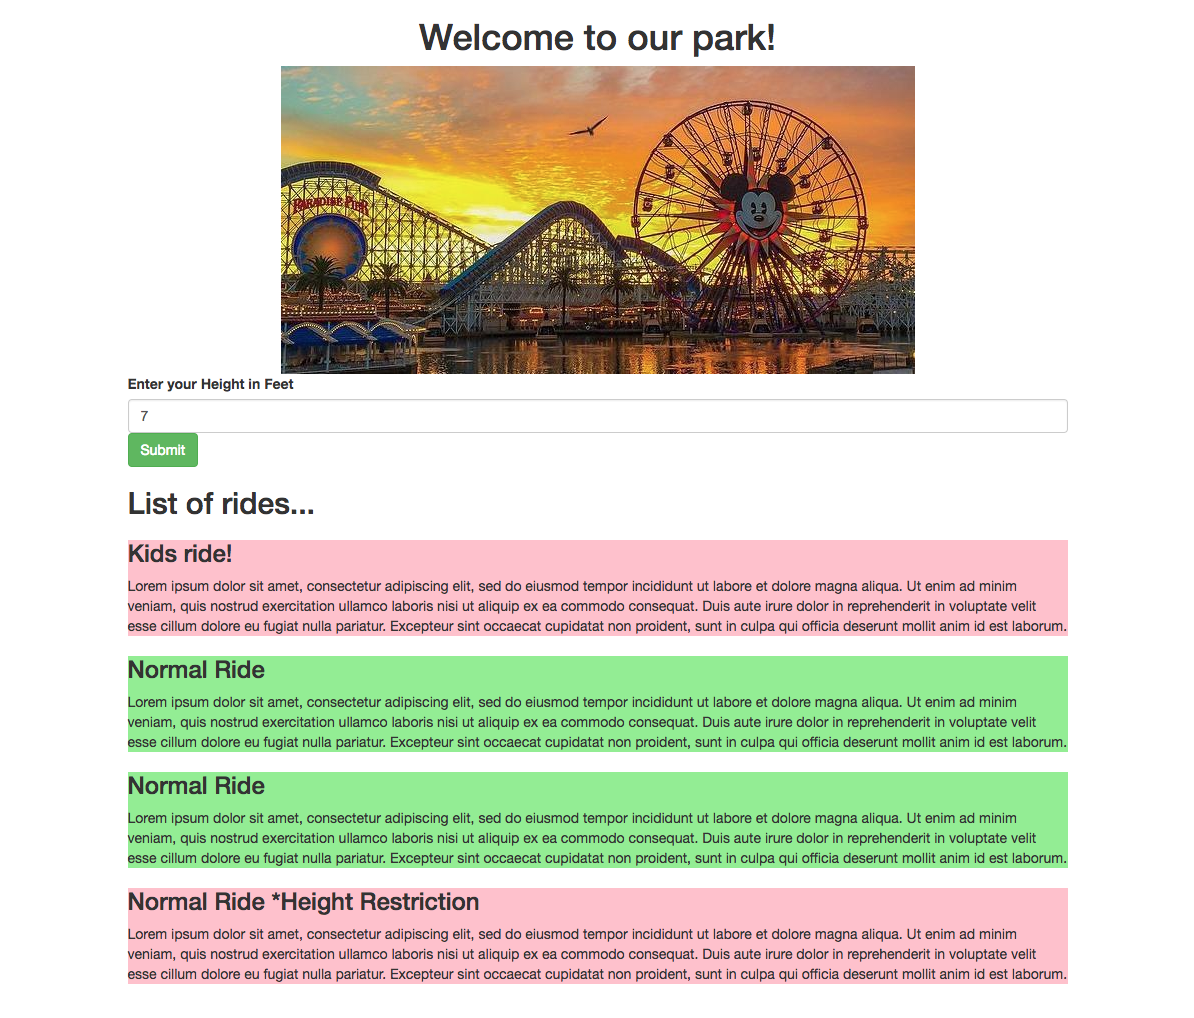 Welcome to our park!
PARADISE PIER
Enter your Height in Feet
7
Submit
List of rides...
Kids ride!
Lorem ipsum dolor sit amet, consectetur adipiscing elit, sed do eiusmod tempor incididunt ut labore et dolore magna aliqua. Ut enim ad minim
veniam, quis nostrud exercitation ullamco laboris nisi ut aliquip ex ea commodo consequat. Duis aute irure dolor in reprehenderit in voluptate velit
esse cillum dolore eu fugiat nulla pariatur. Excepteur sint occaecat cupidatat non proident, sunt in culpa qui officia deserunt mollit anim id est laborum.
Normal Ride
Lorem ipsum dolor sit amet, consectetur adipiscing elit, sed do eiusmod tempor incididunt ut labore et dolore magna aliqua. Ut enim ad minim
veniam, quis nostrud exercitation ullamco laboris nisi ut aliquip ex ea commodo consequat. Duis aute irure dolor in reprehenderit in voluptate velit
esse cillum dolore eu fugiat nulla pariatur. Excepteur sint occaecat cupidatat non proident, sunt in culpa qui officia deserunt mollit anim id est laborum.
Normal Ride
Lorem ipsum dolor sit amet, consectetur adipiscing elit, sed do eiusmod tempor incididunt ut labore et dolore magna aliqua. Ut enim ad minim
veniam, quis nostrud exercitation ullamco laboris nisi ut aliquip ex ea commodo consequat. Duis aute irure dolor in reprehenderit in voluptate velit
esse cillum dolore eu fugiat nulla pariatur. Excepteur sint occaecat cupidatat non proident, sunt in culpa qui officia deserunt mollit anim id est laborum.
Normal Ride *Height Restriction
Lorem ipsum dolor sit amet, consectetur adipiscing elit, sed do eiusmod tempor incididunt ut labore et dolore magna aliqua. Ut enim ad minim
veniam, quis nostrud exercitation ullamco laboris nisi ut aliquip ex ea commodo consequat. Duis aute irure dolor in reprehenderit in voluptate velit
esse cillum dolore eu fugiat nulla pariatur. Excepteur sint occaecat cupidatat non proident, sunt in culpa qui officia deserunt mollit anim id est laborum.